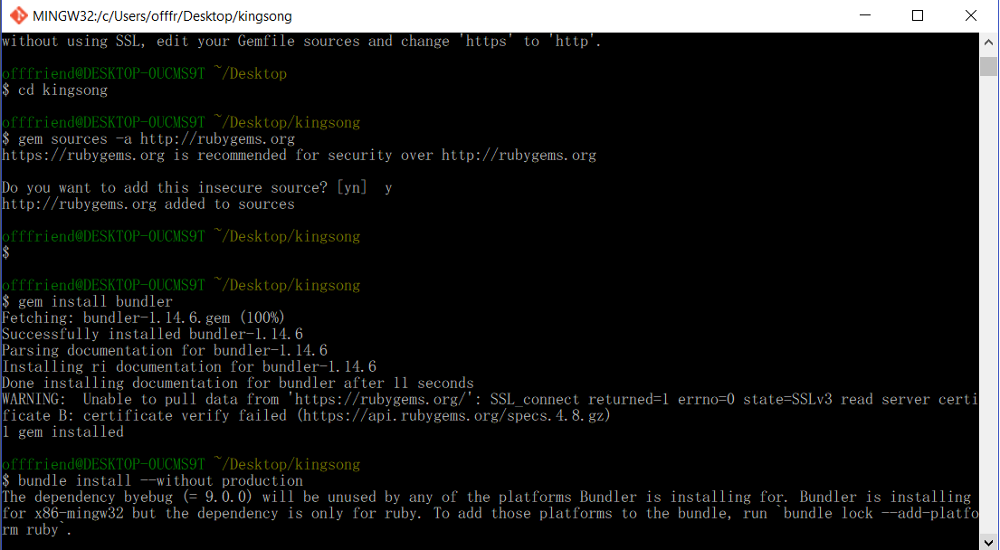 MINGW32:/c/Users/offfr/Desktop/kingsong
without using SSL, edit your Gemfile sources and change 'https' to 'http'.
offfriend@DESKTOP-OUCMS9T ~/Desktop
$ cd kingsong
offfriend@DESKTOP-OUCMS9T ~/Desktop/kingsong
$ gem sources -a http://rubygems.org
https://rubygems.org is recommended for security over http://rubygems.org
Do you want to add this insecure source? [yn]  y
http://rubygems.org added to sources
offfriend@DESKTOP-OUCMS9T ~/Desktop/kingsong
$
offfriend@DESKTOP-OUCMS9T ~/Desktop/kingsong
$ gem install bundler
Fetching: bundler-1.14.6.gem (100%)
Successfully installed bundler-1.14.6
Parsing documentation for bundler-1.14.6
Installing ri documentation for bundler-1.14.6
Done installing documentation for bundler after 11 seconds
WARNING:  Unable to pull data from 'https://rubygems.org/': SSL_connect returned=1 errno=0 state=SSLv3 read server certi
ficate B: certificate verify failed (https://api.rubygems.org/specs.4.8.gz)
1 gem installed
offfriend@DESKTOP-OUCMS9T ~/Desktop/kingsong
$ bundle install --without production
The dependency byebug (= 9.0.0) will be unused by any of the platforms Bundler is installing for. Bundler is installing
for x86-mingw32 but the dependency is only for ruby. To add those platforms to the bundle, run `bundle lock --add-platfo
rm ruby`.